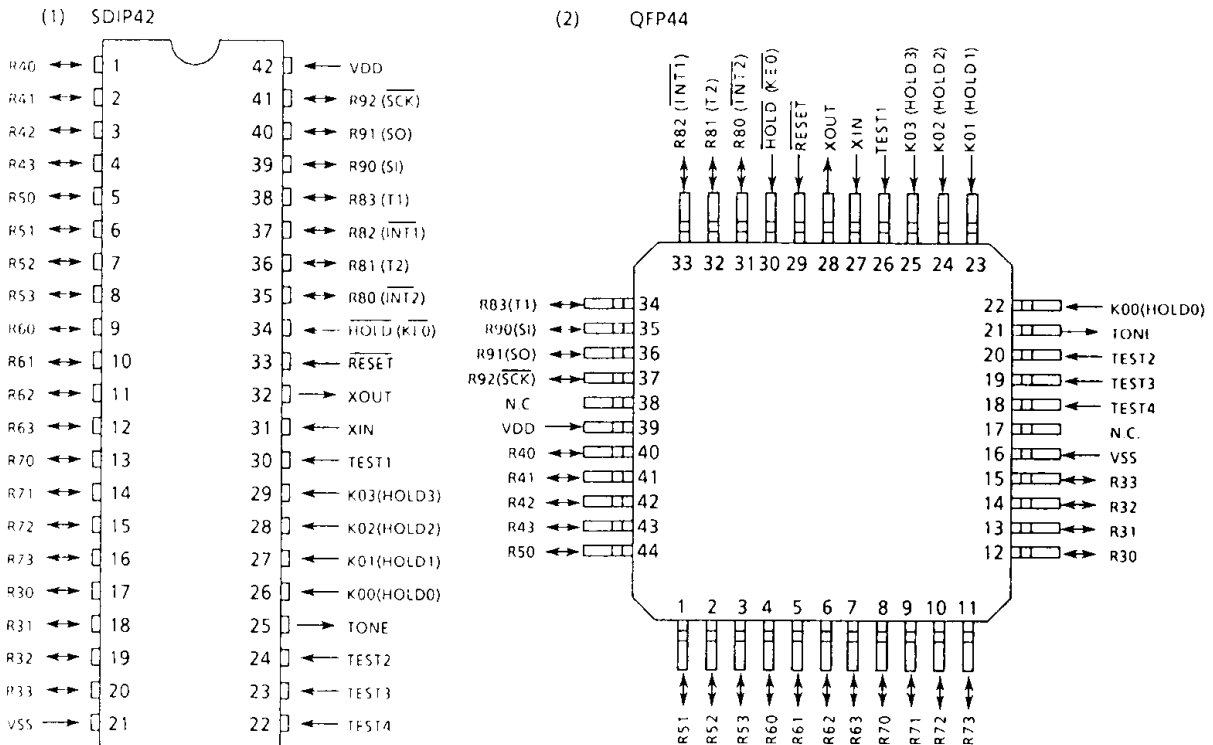 (1) SDIP42
R40 1 42 VDD
R41 2 41 R92 (SCK)
R42 3 40 R91 (SO)
R43 4 39 R90 (SI)
R50 5 38 R83 (T1)
R51 6 37 R82 (INT1)
R52 7 36 R81 (T2)
R53 8 35 R80 (INT2)
R60 9 34 HOLD (KE0)
R61 10 33 RESET
R62 11 32 XOUT
R63 12 31 XIN
R70 13 30 TEST1
R71 14 29 K03(HOLD3)
R72 15 28 K02(HOLD2)
R73 16 27 K01(HOLD1)
R30 17 26 K00(HOLD0)
R31 18 25 TONE
R32 19 24 TEST2
R33 20 23 TEST3
VSS 21 22 TEST4
(2) QFP44
R82 (INT1)
R81 (T2)
R80 (INT2)
HOLD (KE0)
RESET
XOUT
XIN
TEST1
K03 (HOLD3)
K02 (HOLD2)
K01 (HOLD1)
33 32 31 30 29 28 27 26 25 24 23
R83(T1) 34
R90(SI) 35
R91(SO) 36
R92(SCK) 37
N.C 38
VDD 39
R40 40
R41 41
R42 42
R43 43
R50 44
22 K00(HOLD0)
21 TONE
20 TEST2
19 TEST3
18 TEST4
17 N.C.
16 VSS
15 R33
14 R32
13 R31
12 R30
1 2 3 4 5 6 7 8 9 10 11
R51
R52
R53
R60
R61
R62
R63
R70
R71
R72
R73